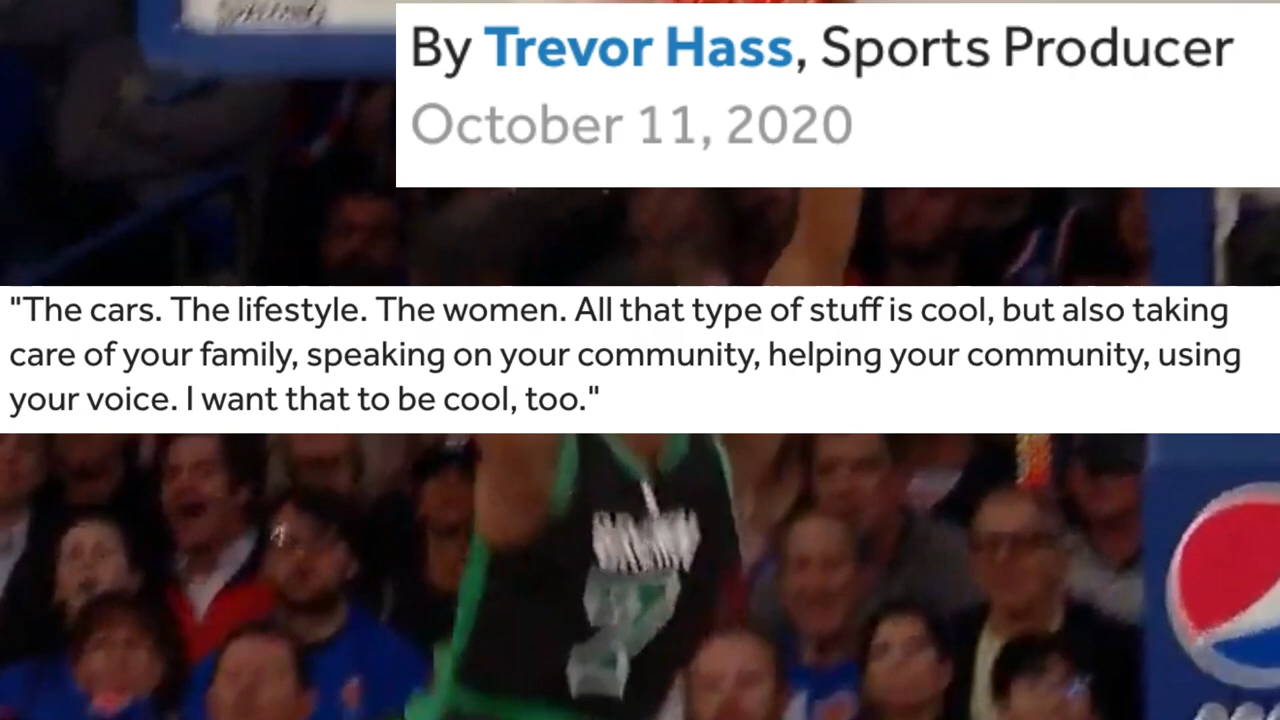 By Trevor Hass, Sports Producer
October 11, 2020
"The cars. The lifestyle. The women. All that type of stuff is cool, but also taking
care of your family, speaking on your community, helping your community, using
your voice. I want that to be cool, too."
7